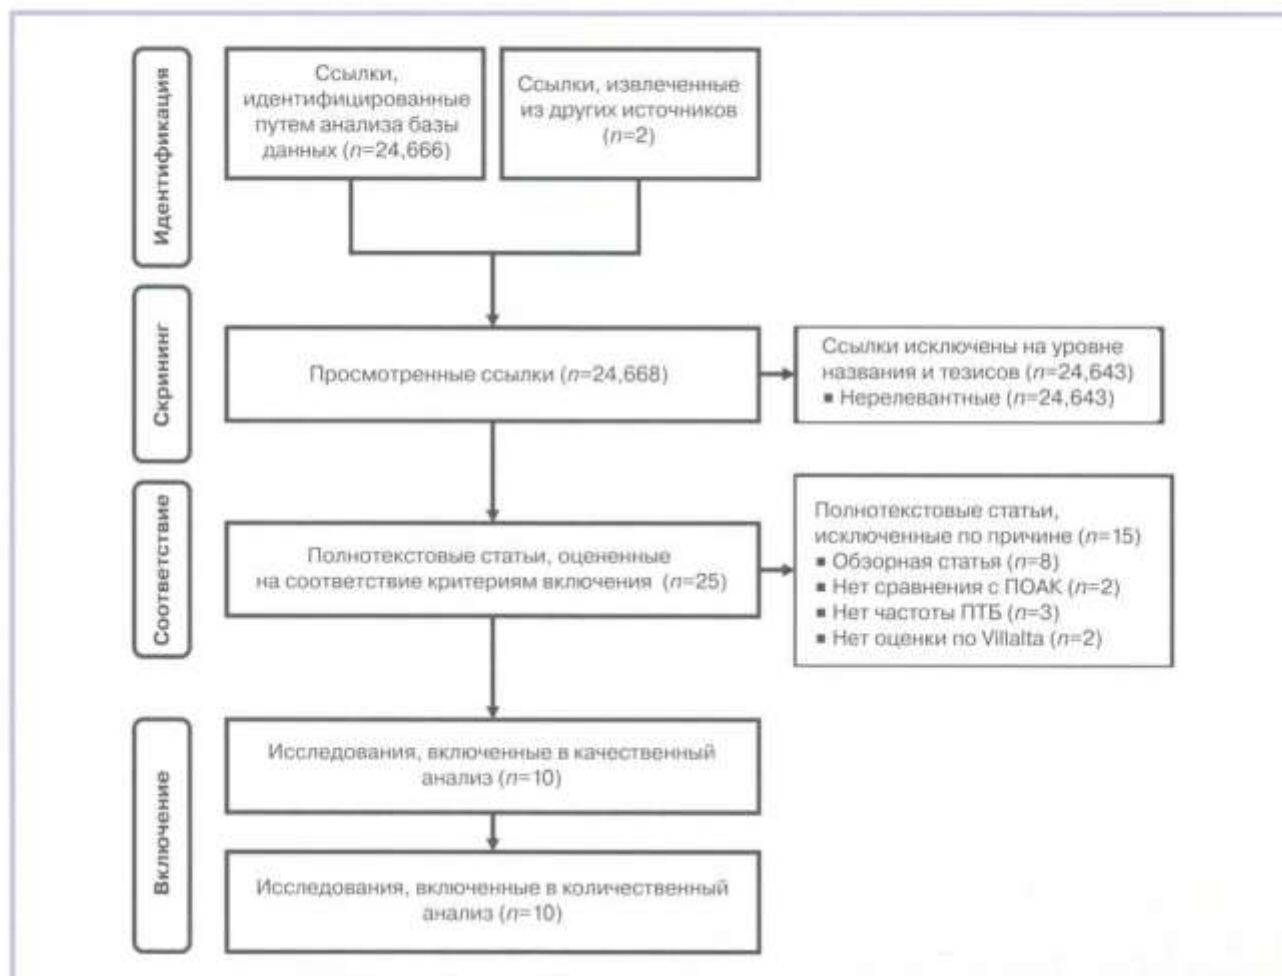 Идентификация
Ссылки,
идентифицированные
путем анализа базы
данных (n=24,666)
Ссылки, извлеченные
из других источников
(n=2)
Скрининг
Просмотренные ссылки (n=24,668)
Ссылки исключены на уровне
названия и тезисов (n=24,643)
▪ Нерелевантные (n=24,643)
Соответствие
Полнотекстовые статьи, оцененные
на соответствие критериям включения (n=25)
Полнотекстовые статьи,
исключенные по причине (n=15)
▪ Обзорная статья (n=8)
▪ Нет сравнения с ПОАК (n=2)
▪ Нет частоты ПТБ (n=3)
▪ Нет оценки по Villalta (n=2)
Включение
Исследования, включенные в качественный
анализ (n=10)
Исследования, включенные в количественный
анализ (n=10)